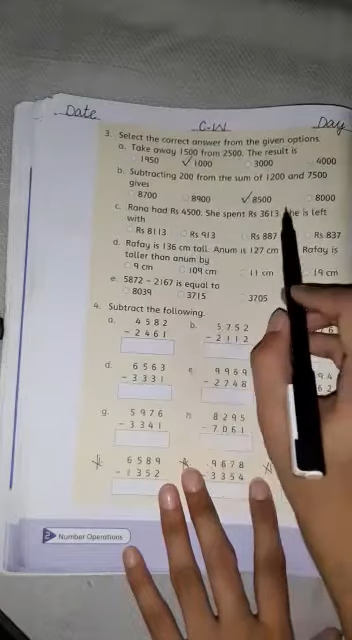 Date C.W Day
3. Select the correct answer from the given options.
a. Take away 1500 from 2500. The result is
1950 ✓1000 3000 4000
b. Subtracting 200 from the sum of 1200 and 7500
gives
8700 8900 ✓8500 8000
c. Rana had Rs 4500. She spent Rs 3613. She is left
with
Rs 8113 Rs 913 Rs 887 Rs 837
d. Rafay is 136 cm tall. Anum is 127 cm Rafay is
taller than anum by
9 cm 109 cm 11 cm 19 cm
e. 5872 – 2167 is equal to
8039 3715 3705
4. Subtract the following.
a. 4 5 8 2 b. 5 7 5 2
– 2 4 6 1 – 2 1 1 2
d. 6 5 6 3 e. 9 9 6 9 9 4
– 3 3 3 1 – 2 7 4 8 6 2
g. 5 9 7 6 h. 8 2 9 5
– 3 3 4 1 – 7 0 6 1
6 5 8 9 9 6 7 8
– 1 3 5 2 – 3 3 5 4
2 Number Operations